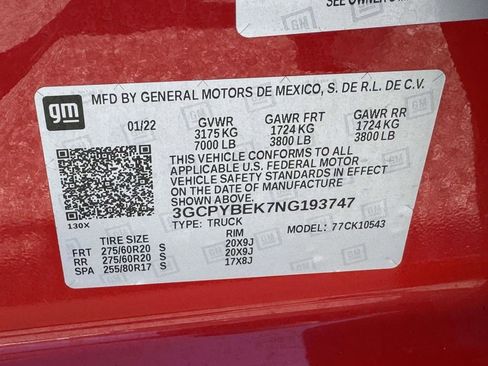 SEE OWNER'S
gm
MFD BY GENERAL MOTORS DE MEXICO, S. DE R.L. DE C.V.
01/22 GVWR GAWR FRT GAWR RR
3175 KG 1724 KG 1724 KG
7000 LB 3800 LB 3800 LB
THIS VEHICLE CONFORMS TO ALL
APPLICABLE U.S. FEDERAL MOTOR
VEHICLE SAFETY STANDARDS IN
EFFECT ON THE DATE OF
MANUFACTURE SHOWN ABOVE.
130X
3GCPYBEK7NG193747
TYPE: TRUCK MODEL: 77CK10543
TIRE SIZE RIM
FRT 275/60R20 S 20X9J
RR 275/60R20 S 20X9J
SPA 255/80R17 S 17X8J